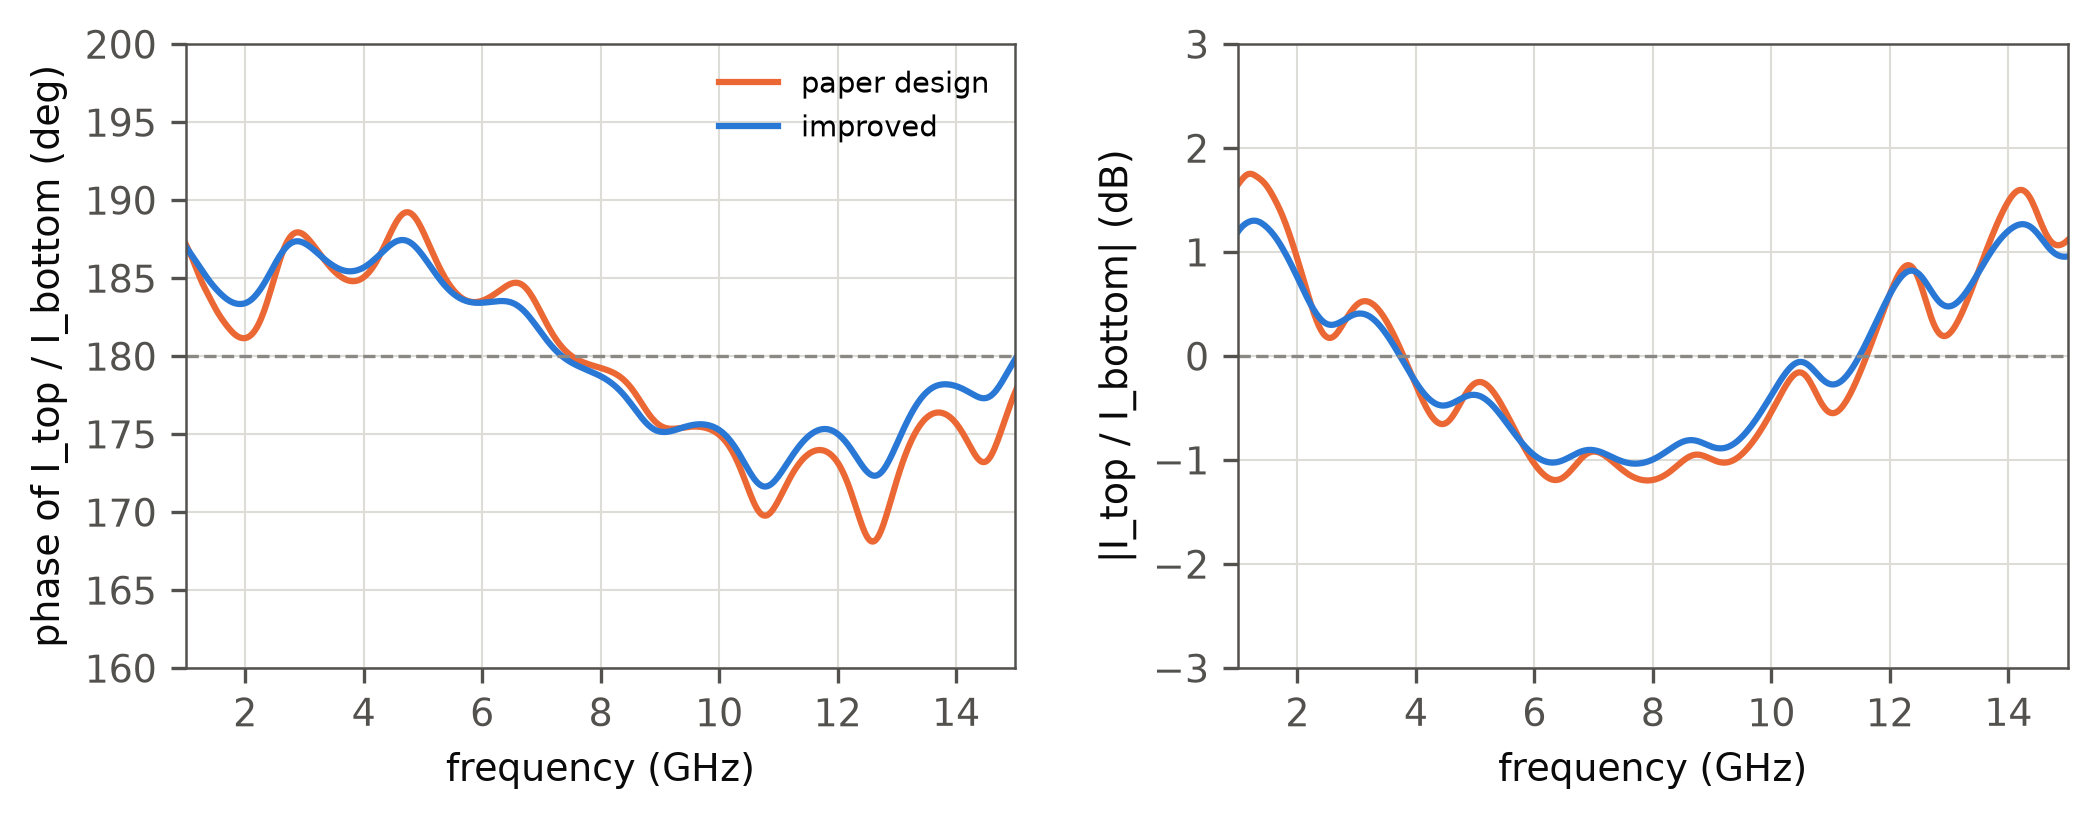 phase of I_top / I_bottom (deg)
200
195
190
185
180
175
170
165
160
2 4 6 8 10 12 14
frequency (GHz)
paper design
improved
|I_top / I_bottom| (dB)
3
2
1
0
−1
−2
−3
2 4 6 8 10 12 14
frequency (GHz)